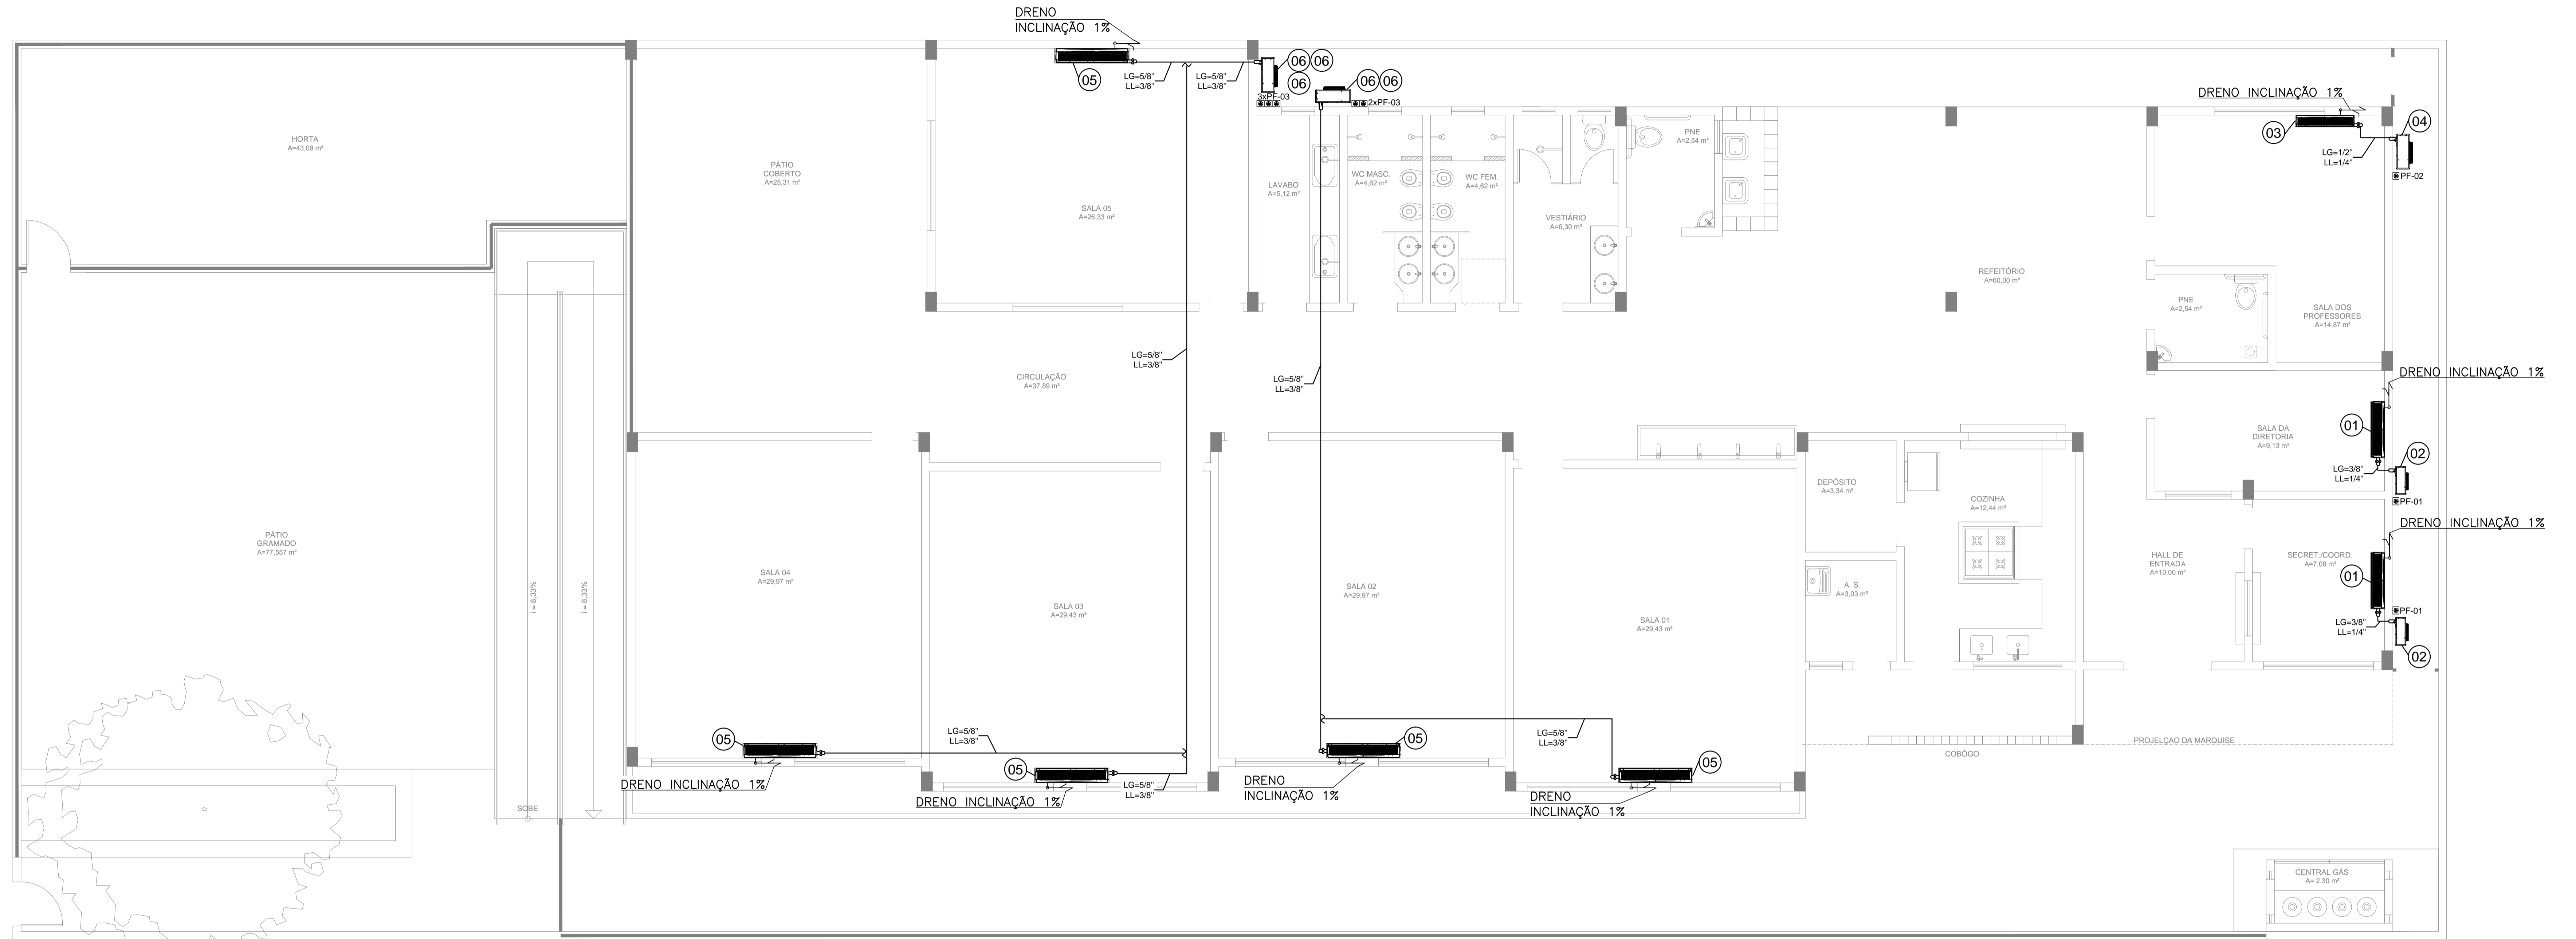 DRENO
INCLINAÇÃO 1%
05
LG=5/8"
LL=3/8"
LG=5/8"
LL=3/8"
06 06
06
3xPF-03
06 06
2xPF-03
DRENO INCLINAÇÃO 1%
03
04
LG=1/2"
LL=1/4"
PF-02
HORTA
A=43,08 m²
PÁTIO
COBERTO
A=25,31 m²
SALA 05
A=26,33 m²
LAVABO
A=5,12 m²
WC MASC.
A=4,62 m²
WC FEM.
A=4,62 m²
VESTIÁRIO
A=6,30 m²
PNE
A=2,54 m²
REFEITÓRIO
A=60,00 m²
PNE
A=2,54 m²
SALA DOS
PROFESSORES
A=14,87 m²
LG=5/8"
LL=3/8"
CIRCULAÇÃO
A=37,89 m²
LG=5/8"
LL=3/8"
DRENO INCLINAÇÃO 1%
01
SALA DA
DIRETORIA
A=9,13 m²
02
LG=3/8"
LL=1/4"
PF-01
DEPÓSITO
A=3,34 m²
COZINHA
A=12,44 m²
DRENO INCLINAÇÃO 1%
PÁTIO
GRAMADO
A=77,557 m²
i = 8,33%
i = 8,33%
SALA 04
A=29,97 m²
SALA 03
A=29,43 m²
SALA 02
A=29,97 m²
SALA 01
A=29,43 m²
A. S.
A=3,03 m²
HALL DE
ENTRADA
A=10,00 m²
SECRET./COORD.
A=7,08 m²
01
PF-01
LG=3/8"
LL=1/4"
02
05
LG=5/8"
LL=3/8"
05
LG=5/8"
LL=3/8"
05
LG=5/8"
LL=3/8"
05
DRENO INCLINAÇÃO 1%
DRENO INCLINAÇÃO 1%
DRENO
INCLINAÇÃO 1%
DRENO
INCLINAÇÃO 1%
PROJELÇAO DA MARQUISE
COBÔGO
SOBE
CENTRAL GÁS
A= 2.30 m²